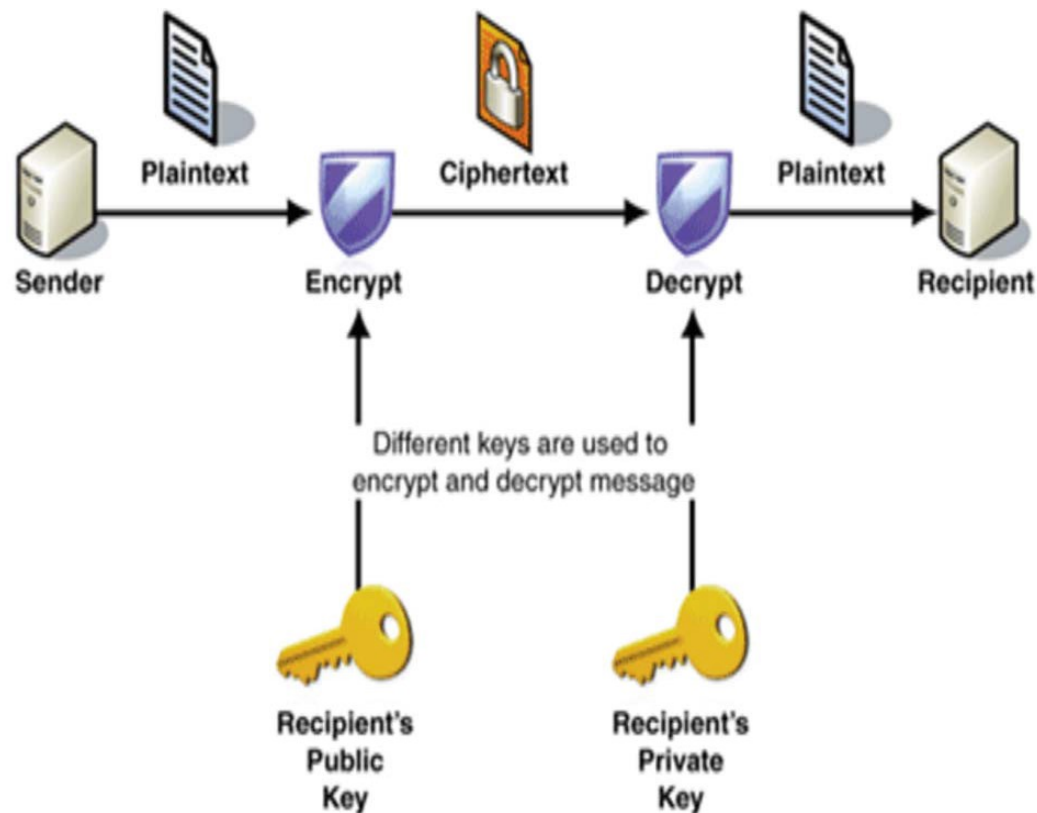 Plaintext
Ciphertext
Plaintext
Sender
Encrypt
Decrypt
Recipient
Different keys are used to
encrypt and decrypt message
Recipient's
Public
Key
Recipient's
Private
Key